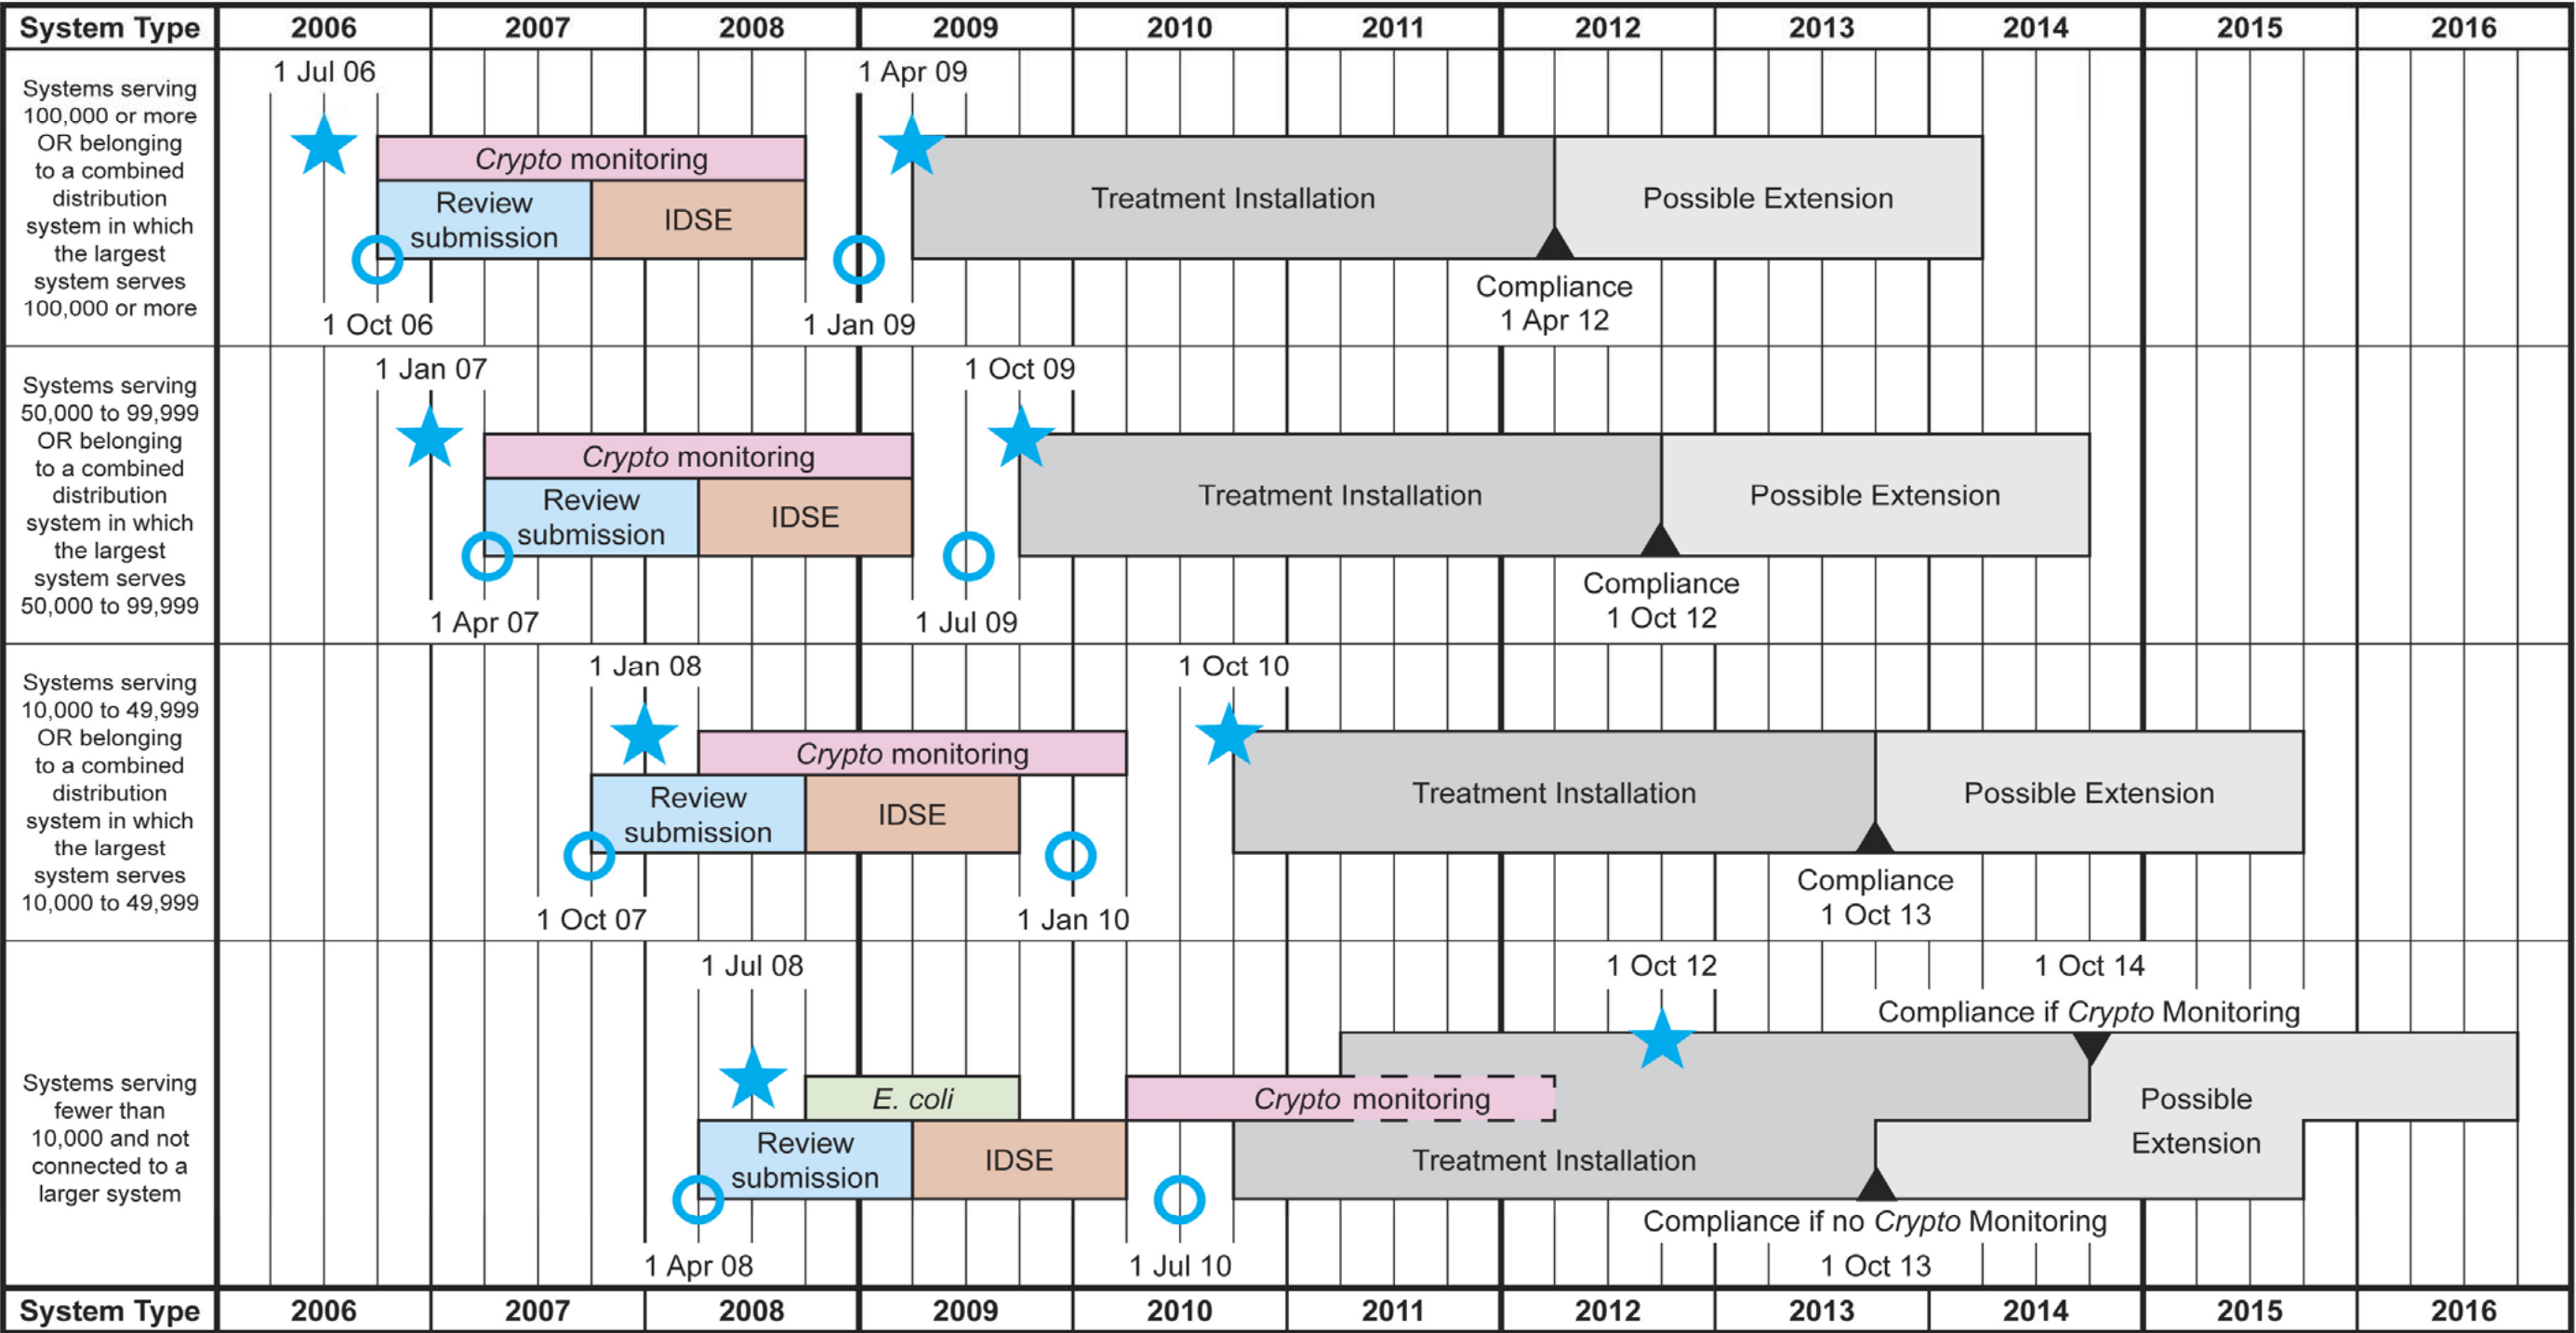 System Type 2006 2007 2008 2009 2010 2011 2012 2013 2014 2015 2016
Systems serving
100,000 or more
OR belonging
to a combined
distribution
system in which
the largest
system serves
100,000 or more
1 Jul 06
1 Apr 09
Crypto monitoring
Review
submission
IDSE
Treatment Installation
Possible Extension
1 Oct 06
1 Jan 09
Compliance
1 Apr 12
Systems serving
50,000 to 99,999
OR belonging
to a combined
distribution
system in which
the largest
system serves
50,000 to 99,999
1 Jan 07
1 Oct 09
Crypto monitoring
Review
submission
IDSE
Treatment Installation
Possible Extension
1 Apr 07
1 Jul 09
Compliance
1 Oct 12
Systems serving
10,000 to 49,999
OR belonging
to a combined
distribution
system in which
the largest
system serves
10,000 to 49,999
1 Jan 08
1 Oct 10
Crypto monitoring
Review
submission
IDSE
Treatment Installation
Possible Extension
1 Oct 07
1 Jan 10
Compliance
1 Oct 13
Systems serving
fewer than
10,000 and not
connected to a
larger system
1 Jul 08
1 Oct 12
1 Oct 14
Compliance if Crypto Monitoring
E. coli
Crypto monitoring
Possible
Extension
Review
submission
IDSE
Treatment Installation
Compliance if no Crypto Monitoring
1 Apr 08
1 Jul 10
1 Oct 13
System Type 2006 2007 2008 2009 2010 2011 2012 2013 2014 2015 2016